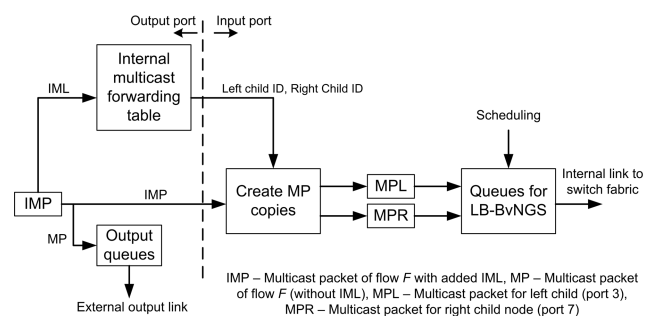 Output port
Input port
Internal
multicast
forwarding
table
IML
Left child ID, Right Child ID
Scheduling
IMP
IMP
Create MP
copies
MPL
MPR
Queues for
LB-BvNGS
Internal link to
switch fabric
MP
Output
queues
External output link
IMP – Multicast packet of flow F with added IML, MP – Multicast packet
of flow F (without IML), MPL – Multicast packet for left child (port 3),
MPR – Multicast packet for right child node (port 7)